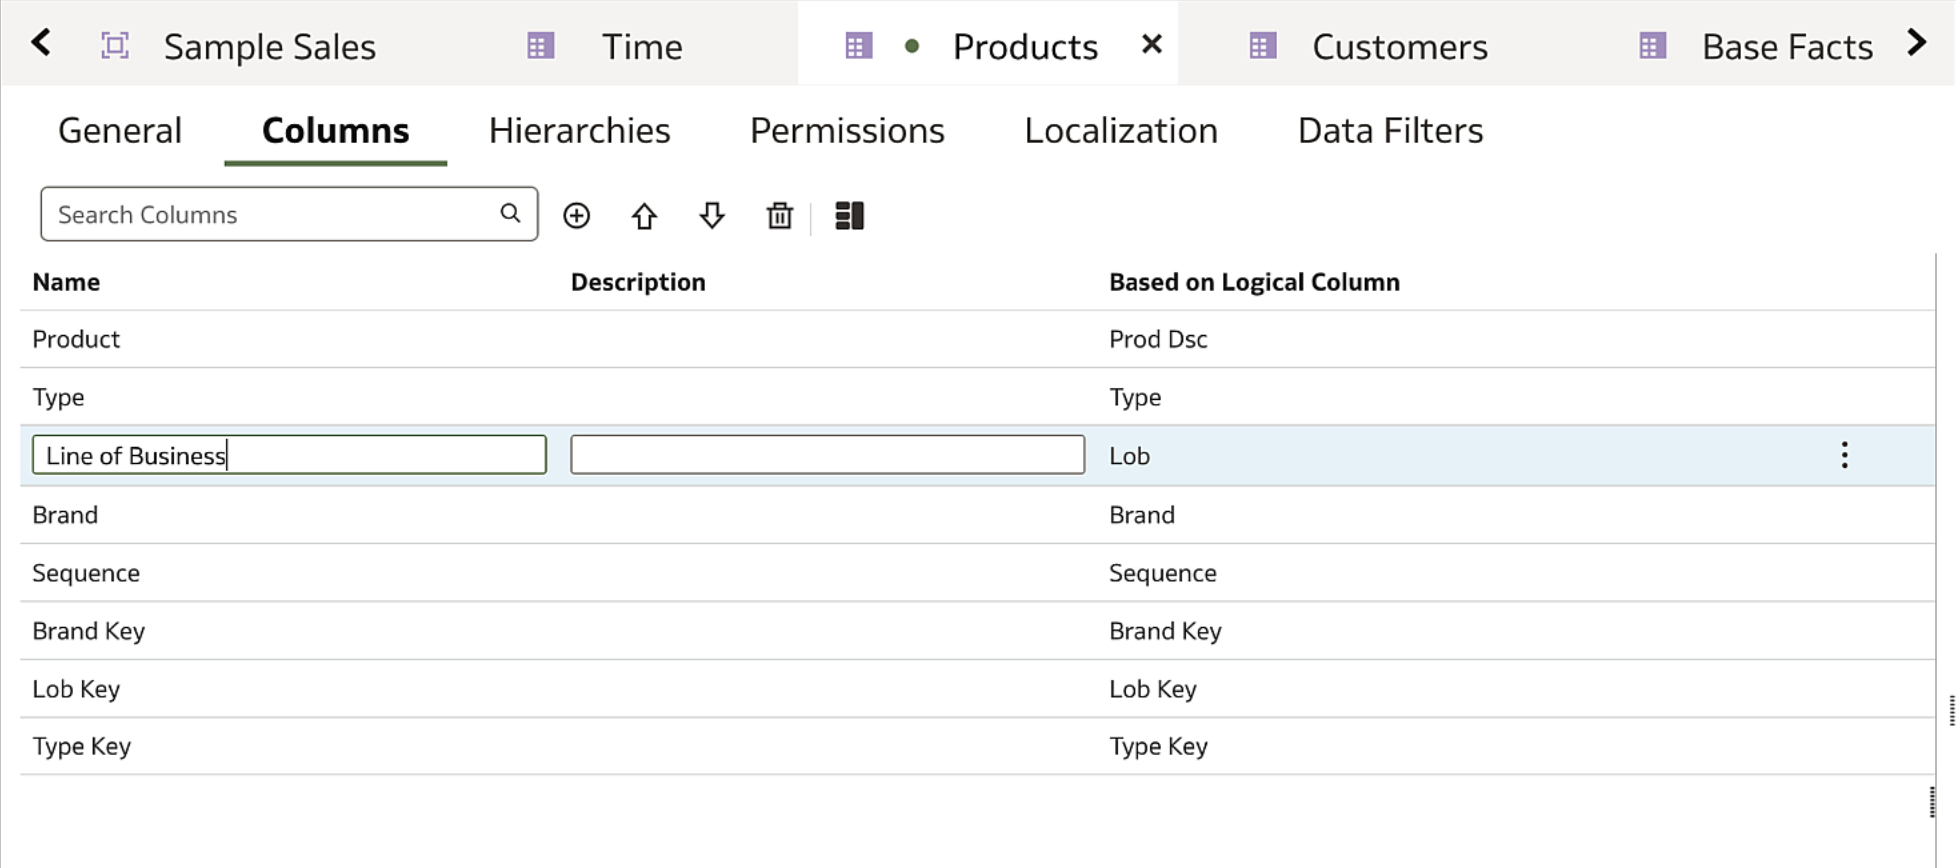 Sample Sales Time Products Customers Base Facts
General Columns Hierarchies Permissions Localization Data Filters
Search Columns
Name Description Based on Logical Column
Product Prod Dsc
Type Type
Line of Business Lob
Brand Brand
Sequence Sequence
Brand Key Brand Key
Lob Key Lob Key
Type Key Type Key